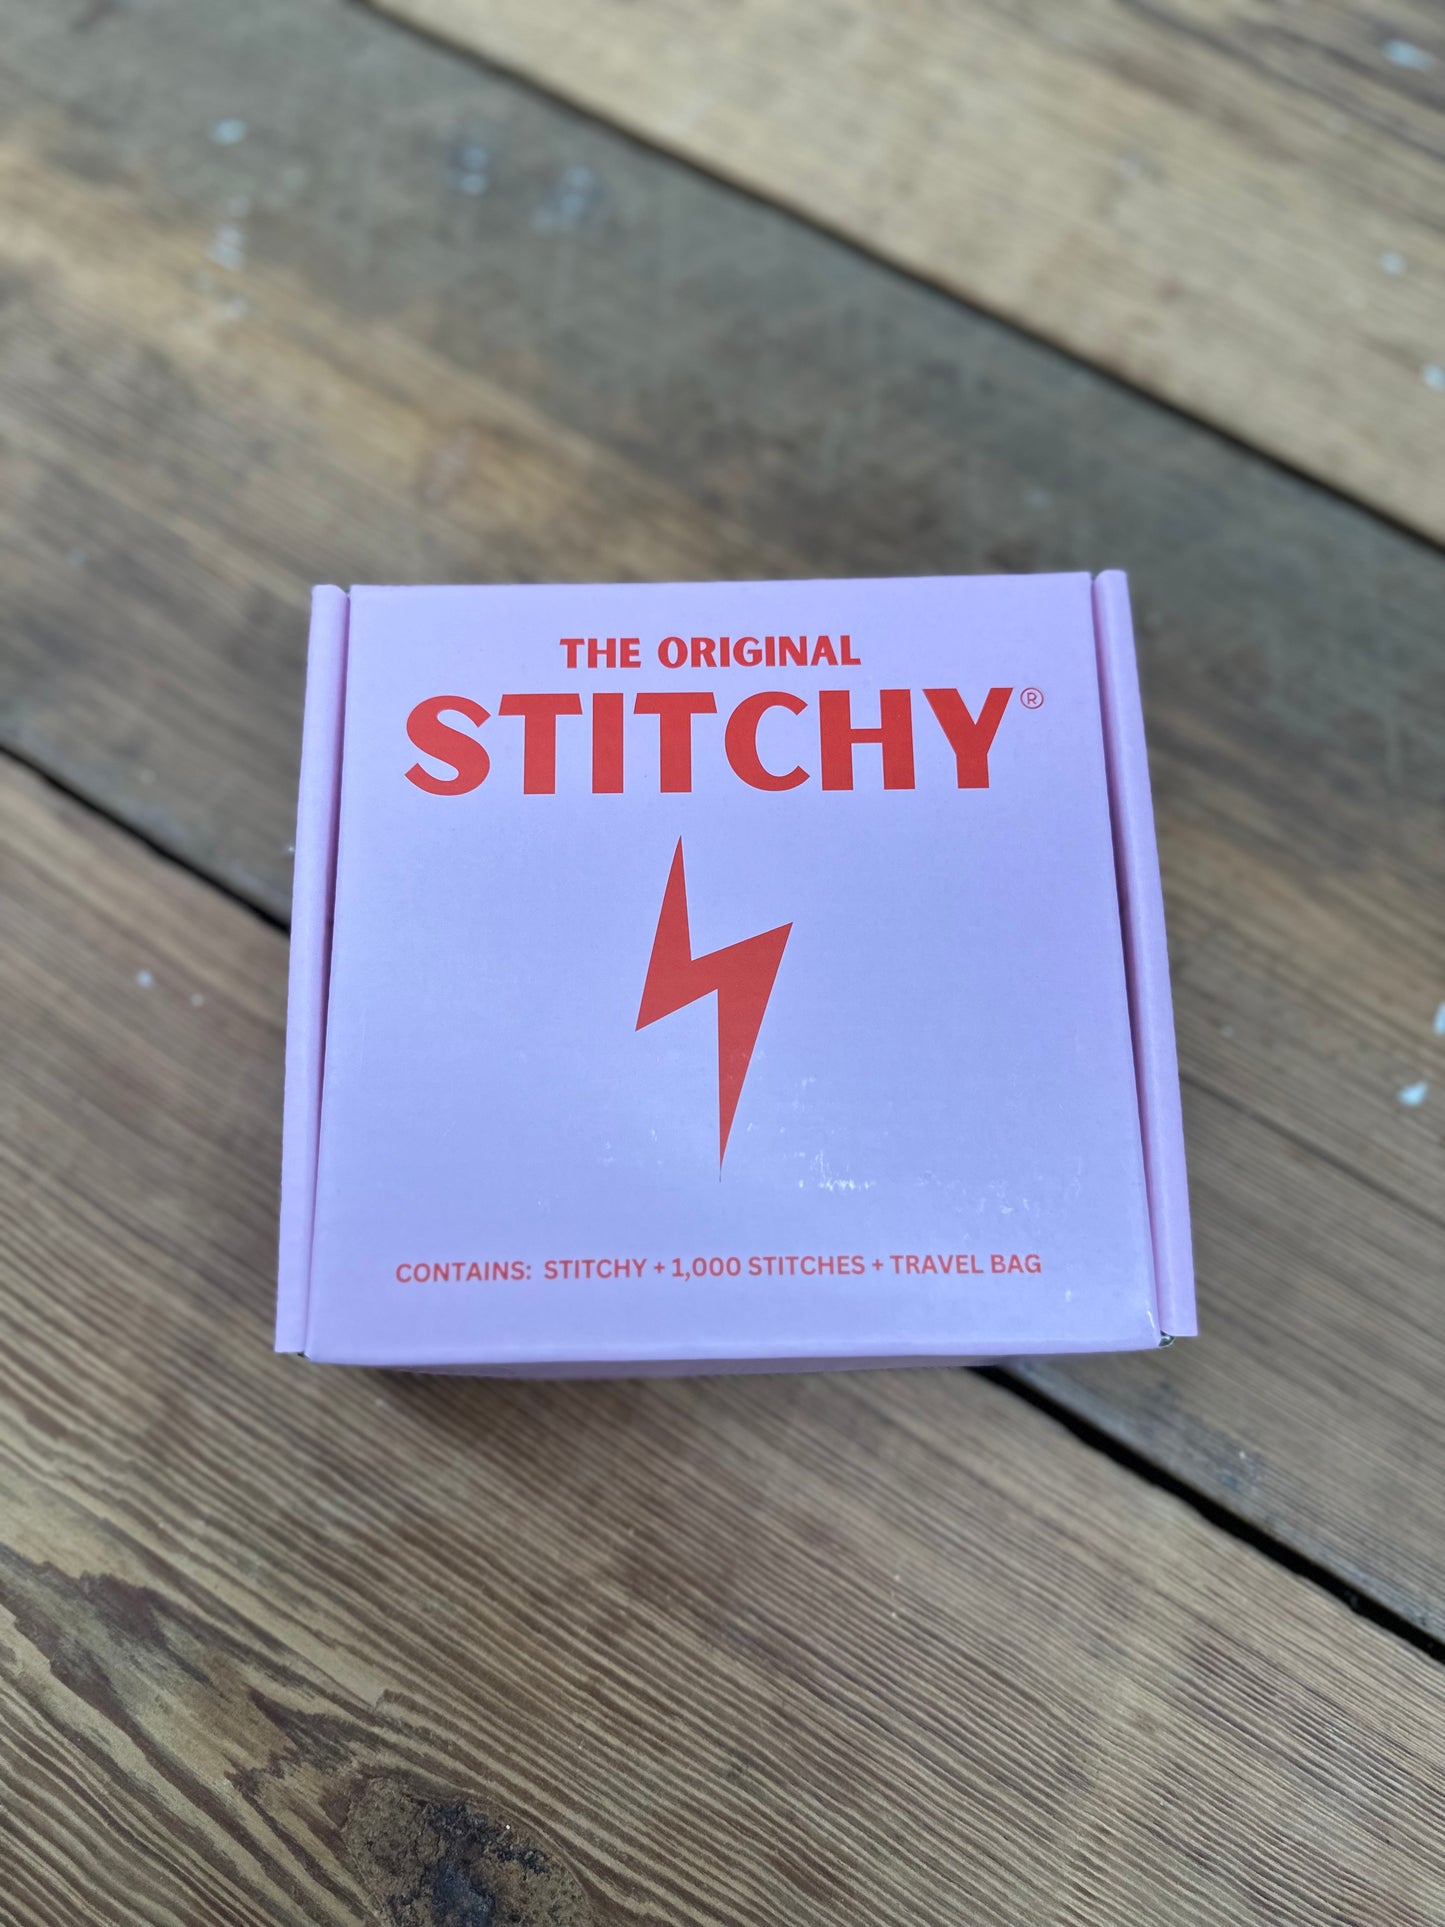 THE ORIGINAL
STITCHY®
CONTAINS: STITCHY + 1,000 STITCHES + TRAVEL BAG